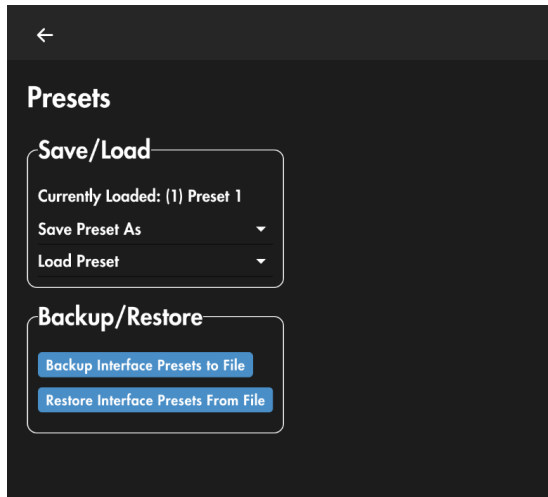 Presets
Save/Load
Currently Loaded: (1) Preset 1
Save Preset As
Load Preset
Backup/Restore
Backup Interface Presets to File
Restore Interface Presets From File